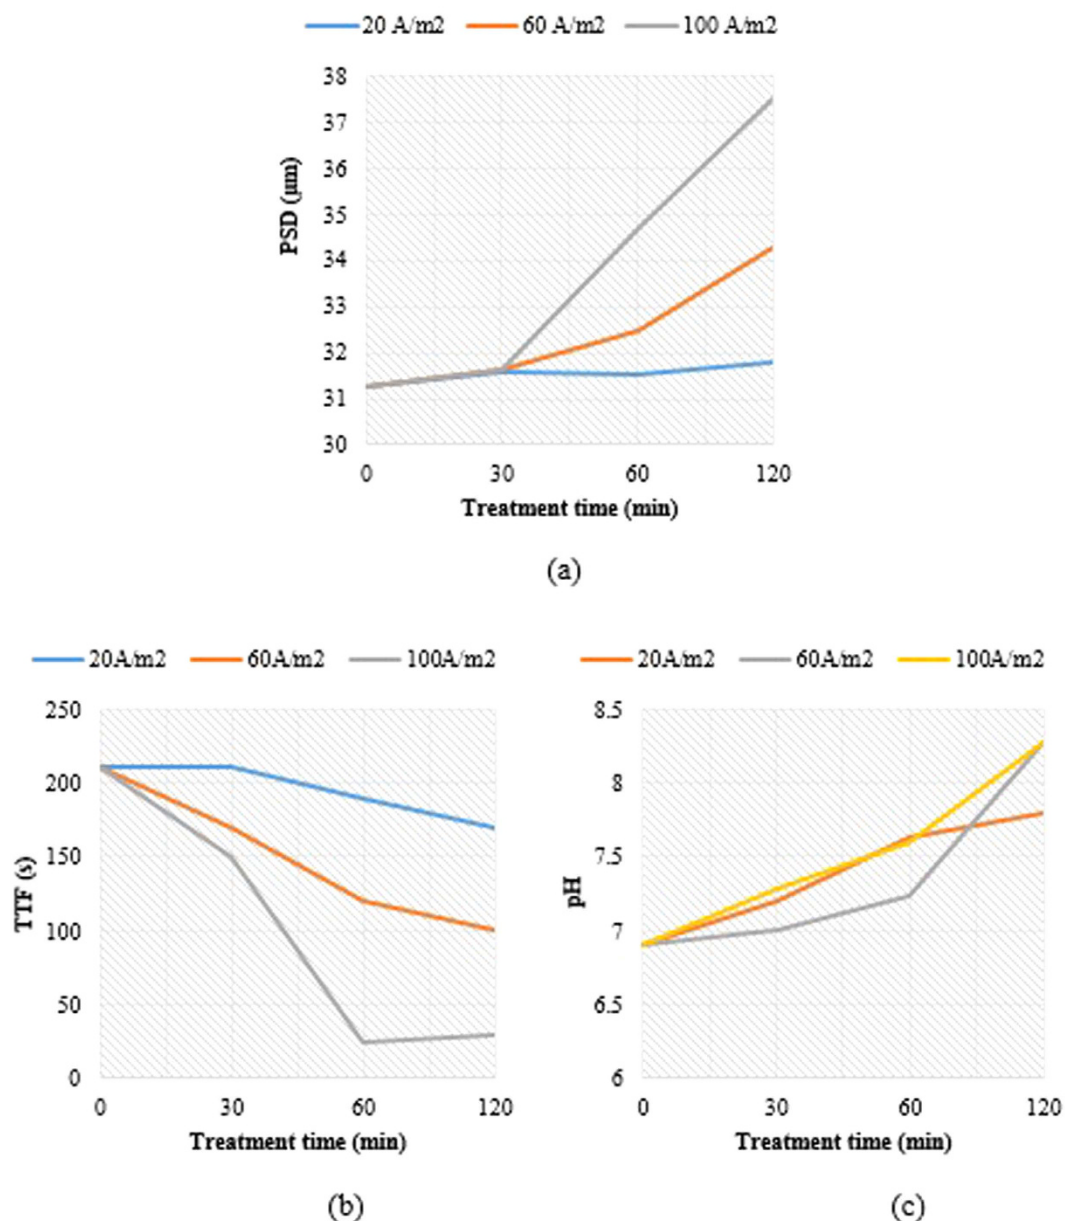 20 A/m2 60 A/m2 100 A/m2
38
37
36
35
34
33
32
31
30
PSD (μm)
0 30 60 120
Treatment time (min)
(a)
20A/m2 60A/m2 100A/m2
250
200
150
100
50
0
TTF (s)
0 30 60 120
Treatment time (min)
(b)
20A/m2 60A/m2 100A/m2
8.5
8
7.5
7
6.5
6
pH
0 30 60 120
Treatment time (min)
(c)